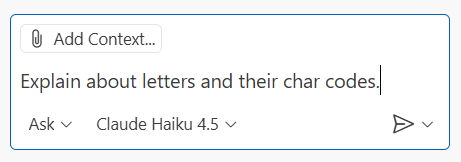 Add Context...
Explain about letters and their char codes.
Ask Claude Haiku 4.5